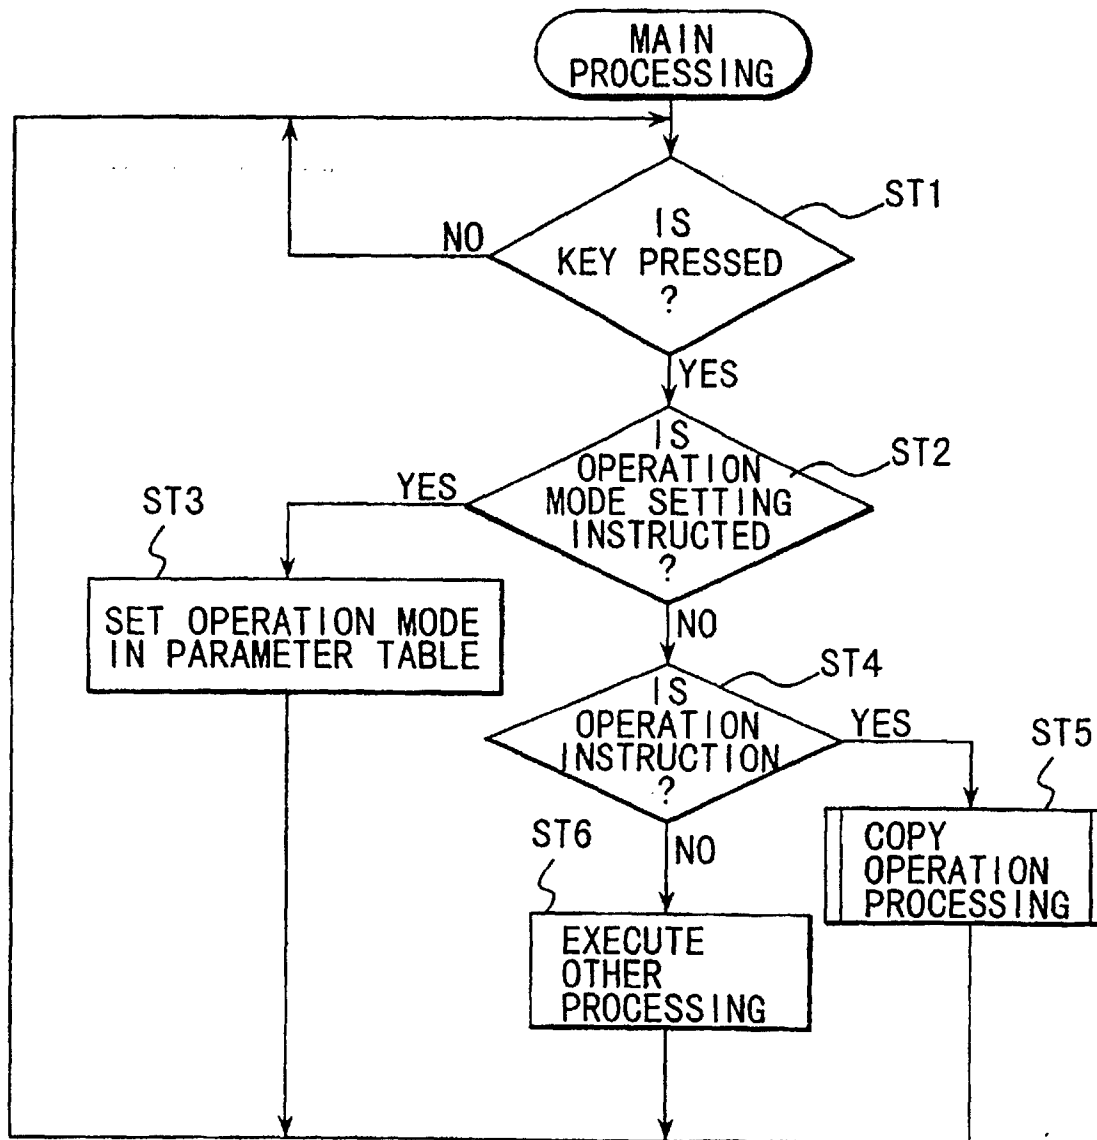 MAIN
PROCESSING
ST1
IS
KEY PRESSED
?
NO
YES
ST2
IS
OPERATION
MODE SETTING
INSTRUCTED
?
YES
ST3
SET OPERATION MODE
IN PARAMETER TABLE
NO
ST4
IS
OPERATION
INSTRUCTION
?
YES
ST5
COPY
OPERATION
PROCESSING
NO
ST6
EXECUTE
OTHER
PROCESSING